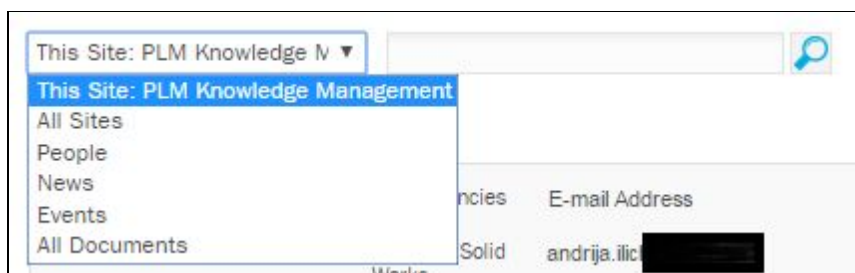 This Site: PLM Knowledge
This Site: PLM Knowledge Management
All Sites
People
News
Events
All Documents
ncies E-mail Address
Solid andrija.ilic
Works